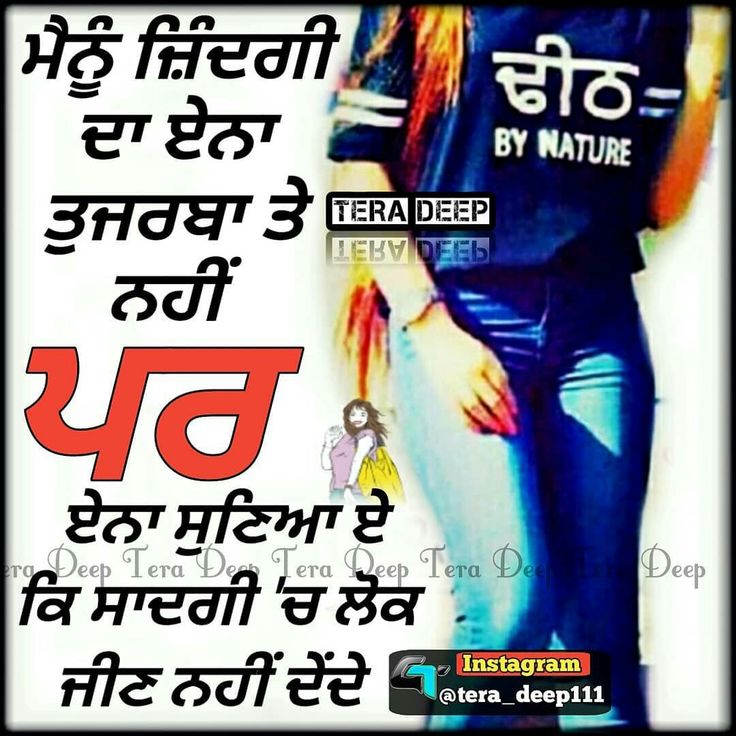 ਮੈਨੂੰ ਜ਼ਿੰਦਗੀ
ਦਾ ਏਨਾ
ਤੁਜਰਬਾ ਤੇ
ਨਹੀਂ
ਪਰ
ਏਨਾ ਸੁਣਿਆ ਏ
ਕਿ ਸਾਦਗੀ 'ਚ ਲੋਕ
ਜੀਣ ਨਹੀਂ ਦੇਂਦੇ
ਢੀਠ
BY NATURE
TERA DEEP
era Deep Tera Deep Tera Deep Tera Deep Tera Deep
Instagram
@tera_deep111